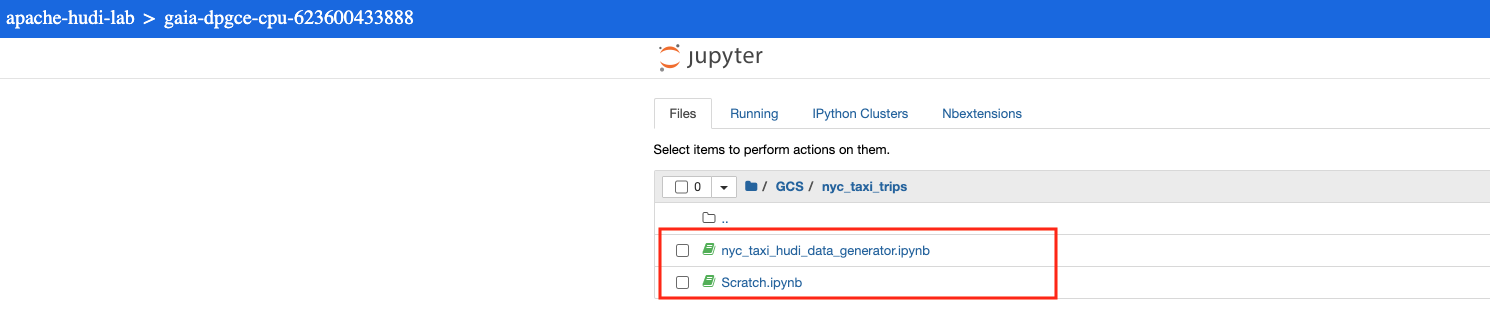 apache-hudi-lab > gaia-dpgce-cpu-623600433888
jupyter
Files Running IPython Clusters Nbextensions
Select items to perform actions on them.
0 / GCS / nyc_taxi_trips
..
nyc_taxi_hudi_data_generator.ipynb
Scratch.ipynb